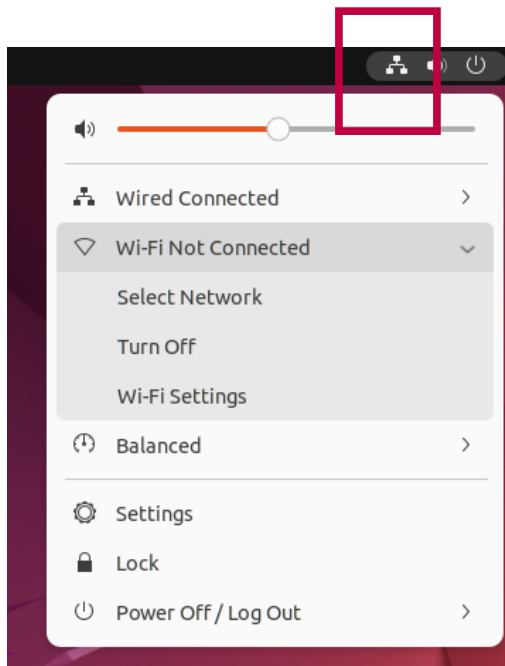 Wired Connected
Wi-Fi Not Connected
Select Network
Turn Off
Wi-Fi Settings
Balanced
Settings
Lock
Power Off / Log Out